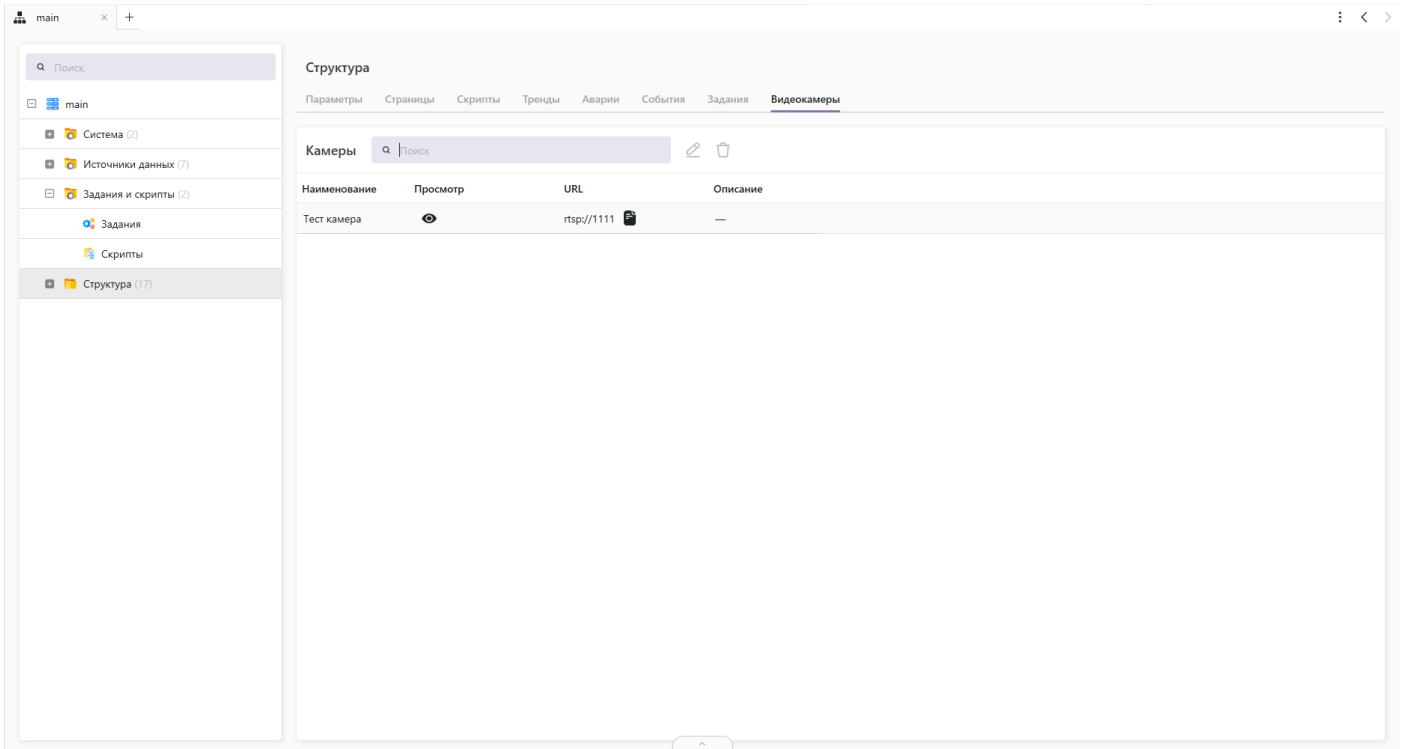 main
Поиск
main
Система (2)
Источники данных (7)
Задания и скрипты (2)
Задания
Скрипты
Структура (17)
Структура
Параметры Страницы Скрипты Тренды Аварии События Задания Видеокамеры
Камеры Поиск
Наименование Просмотр URL Описание
Тест камера rtsp://1111 —